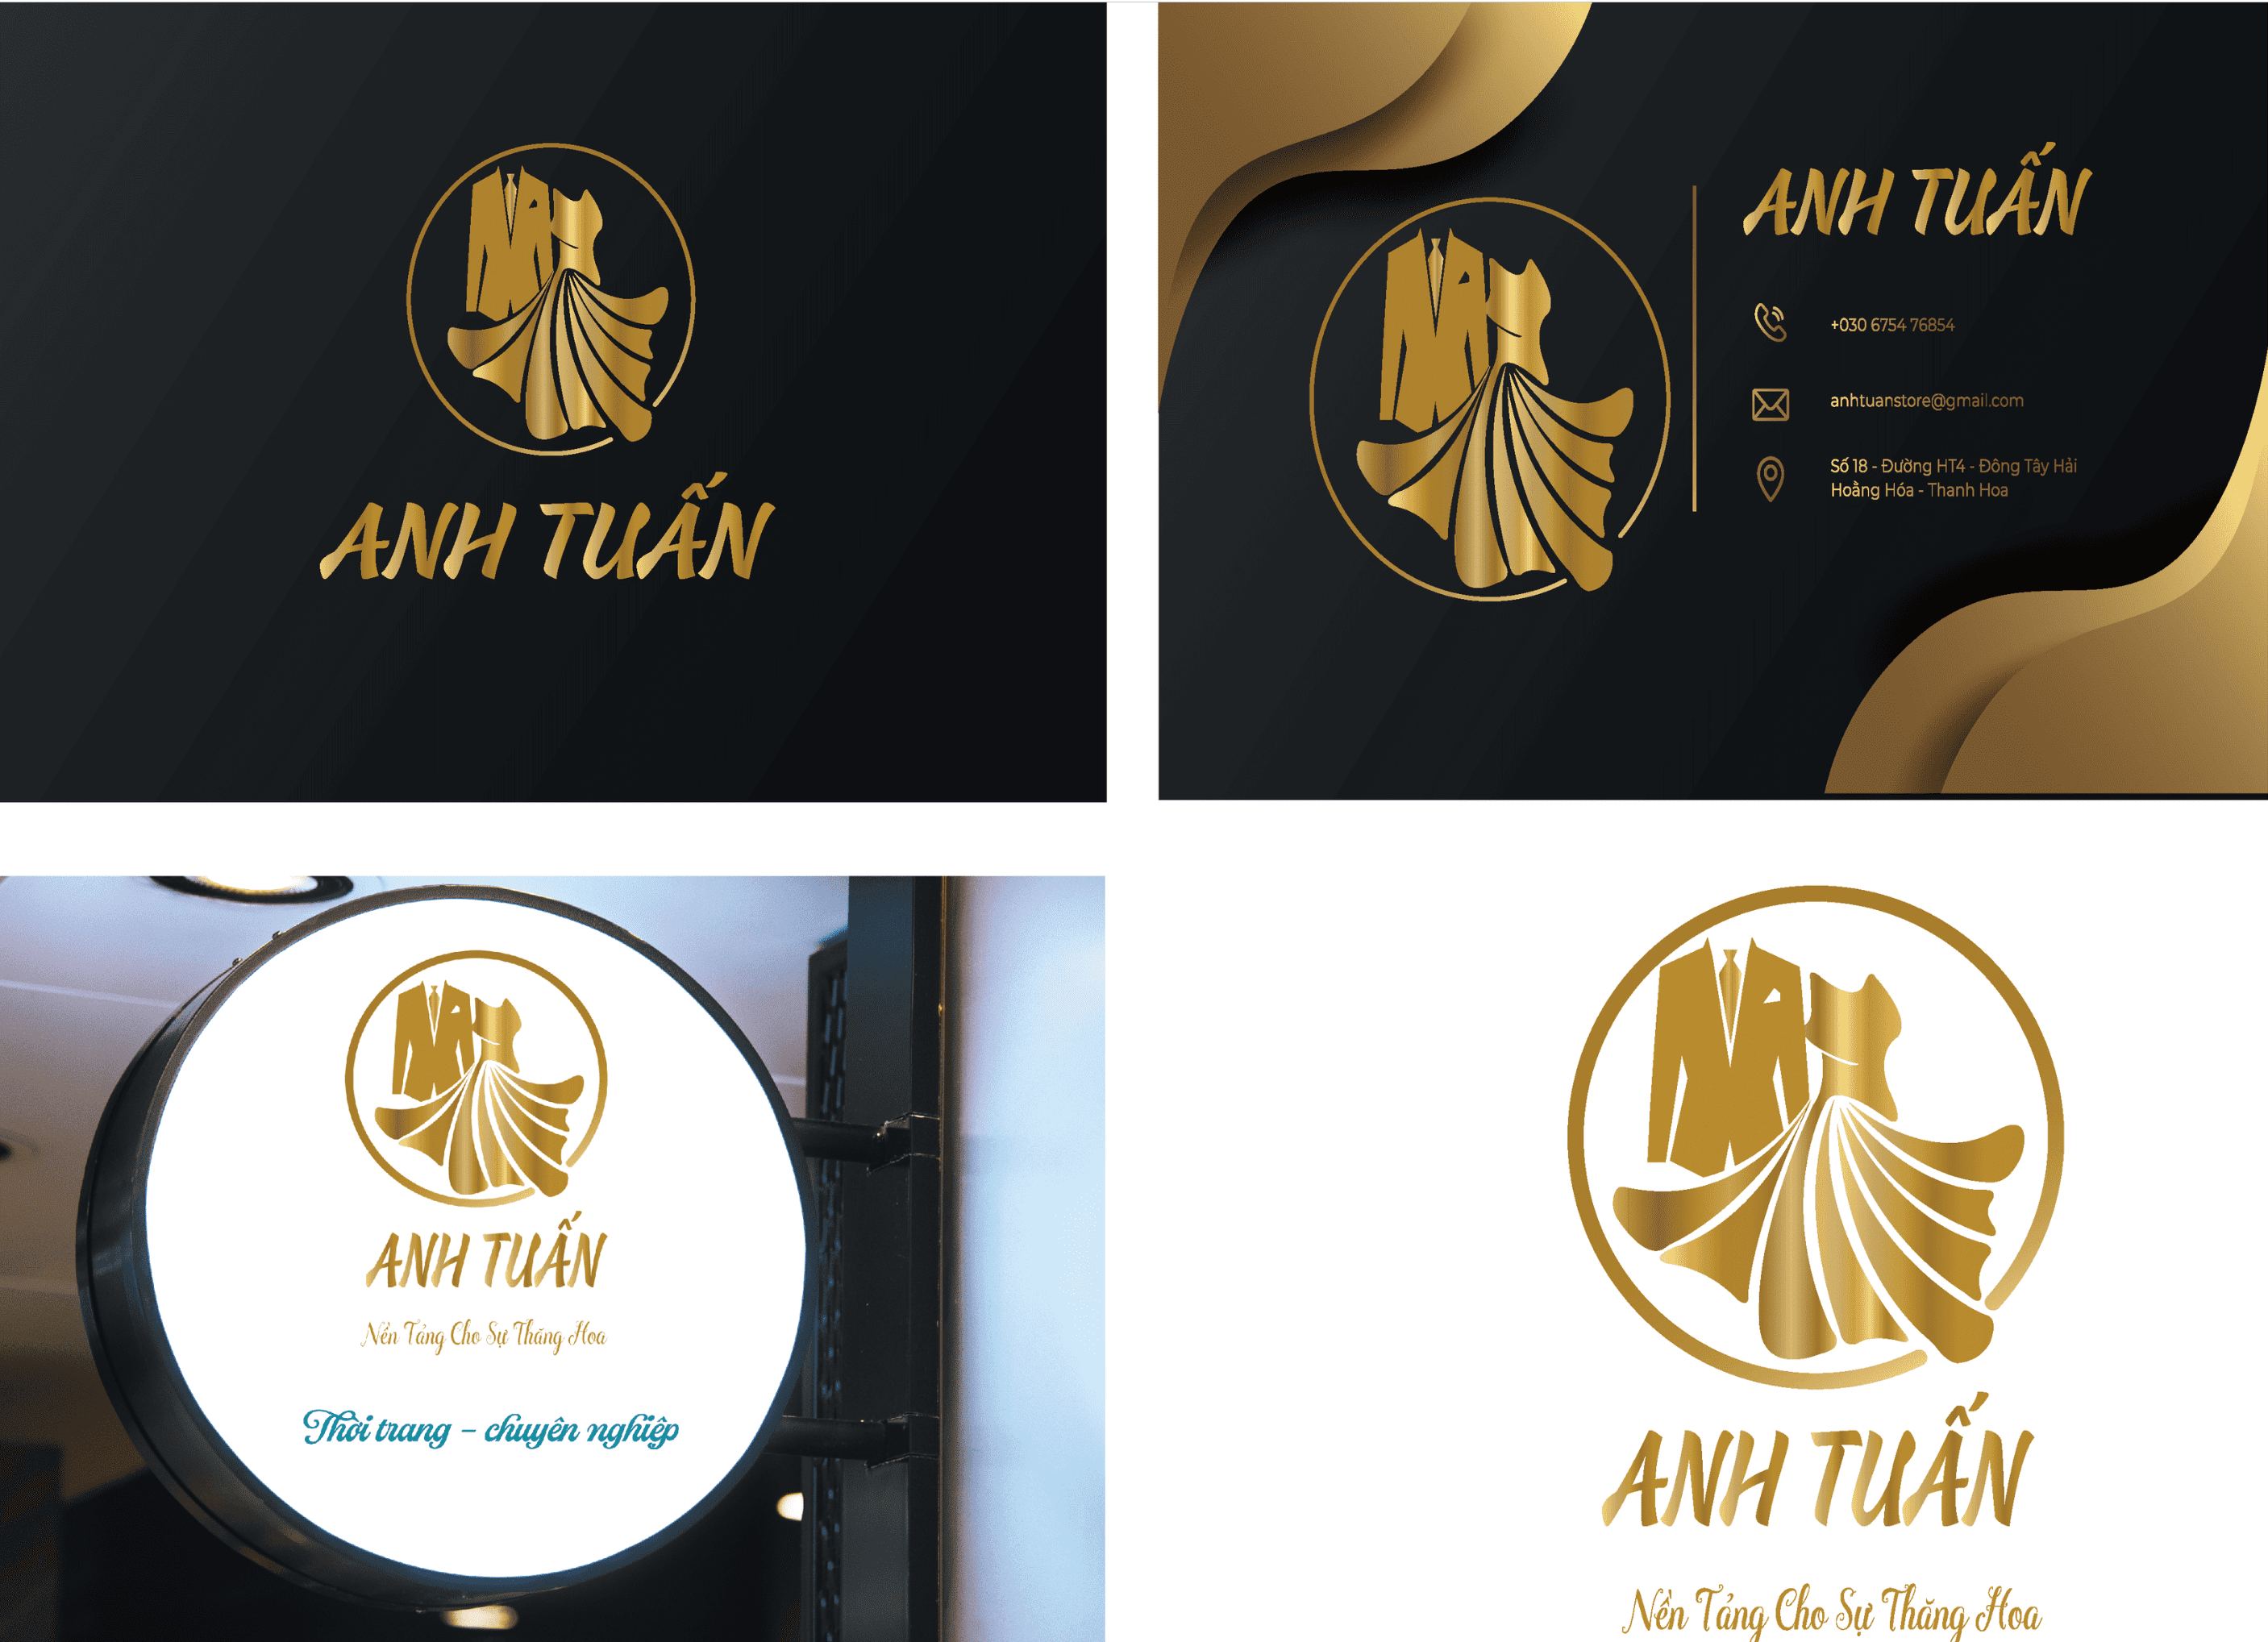 ANH TUẤN
ANH TUẤN
+030 6754 76854
anhtuanstore@gmail.com
Số 18 - Đường HT4 - Đông Tây Hải
Hoằng Hóa - Thanh Hoa
ANH TUẤN
Nền Tảng Cho Sự Thăng Hoa
Thời trang - chuyên nghiệp
ANH TUẤN
Nền Tảng Cho Sự Thăng Hoa